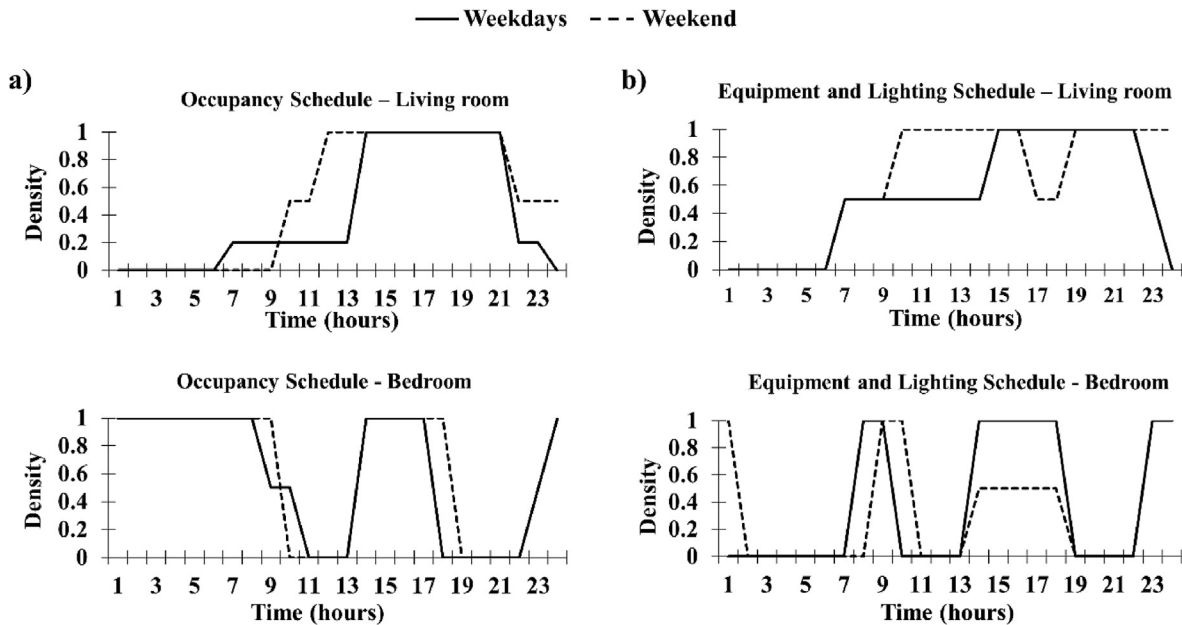 Weekdays Weekend
a)
Occupancy Schedule – Living room
Density
1
0.8
0.6
0.4
0.2
0
1 3 5 7 9 11 13 15 17 19 21 23
Time (hours)
b)
Equipment and Lighting Schedule – Living room
Density
1
0.8
0.6
0.4
0.2
0
1 3 5 7 9 11 13 15 17 19 21 23
Time (hours)
Occupancy Schedule - Bedroom
Density
1
0.8
0.6
0.4
0.2
0
1 3 5 7 9 11 13 15 17 19 21 23
Time (hours)
Equipment and Lighting Schedule - Bedroom
Density
1
0.8
0.6
0.4
0.2
0
1 3 5 7 9 11 13 15 17 19 21 23
Time (hours)